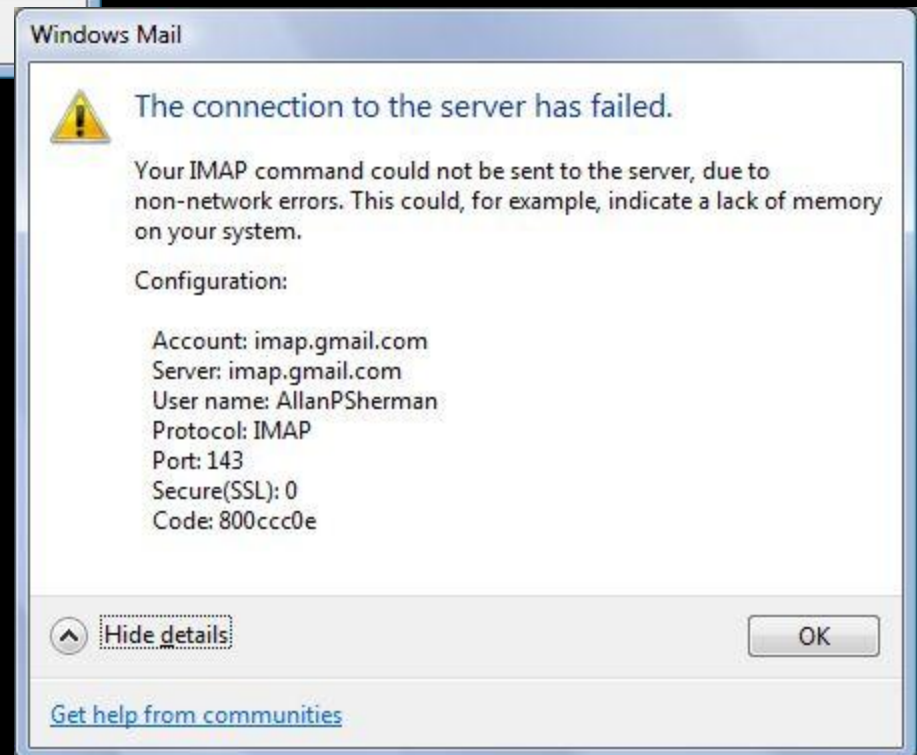 Windows Mail
The connection to the server has failed.
Your IMAP command could not be sent to the server, due to
non-network errors. This could, for example, indicate a lack of memory
on your system.
Configuration:
Account: imap.gmail.com
Server: imap.gmail.com
User name: AllanPSherman
Protocol: IMAP
Port: 143
Secure(SSL): 0
Code: 800ccc0e
Hide details
OK
Get help from communities